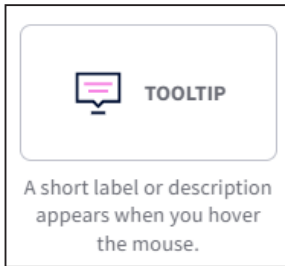 TOOLTIP
A short label or description
appears when you hover
the mouse.